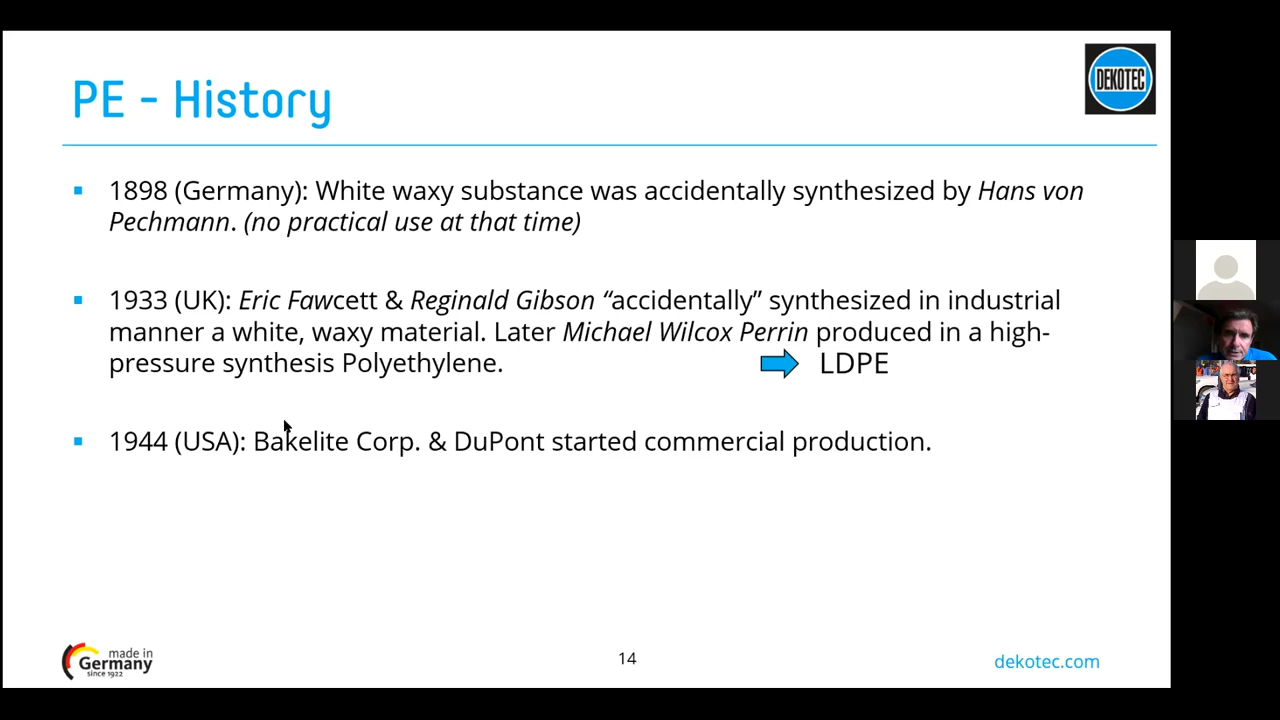 PE - History
DEKOTEC
1898 (Germany): White waxy substance was accidentally synthesized by Hans von
Pechmann. (no practical use at that time)
1933 (UK): Eric Fawcett & Reginald Gibson “accidentally” synthesized in industrial
manner a white, waxy material. Later Michael Wilcox Perrin produced in a high-
pressure synthesis Polyethylene.
LDPE
1944 (USA): Bakelite Corp. & DuPont started commercial production.
made in
Germany
since 1922
14
dekotec.com